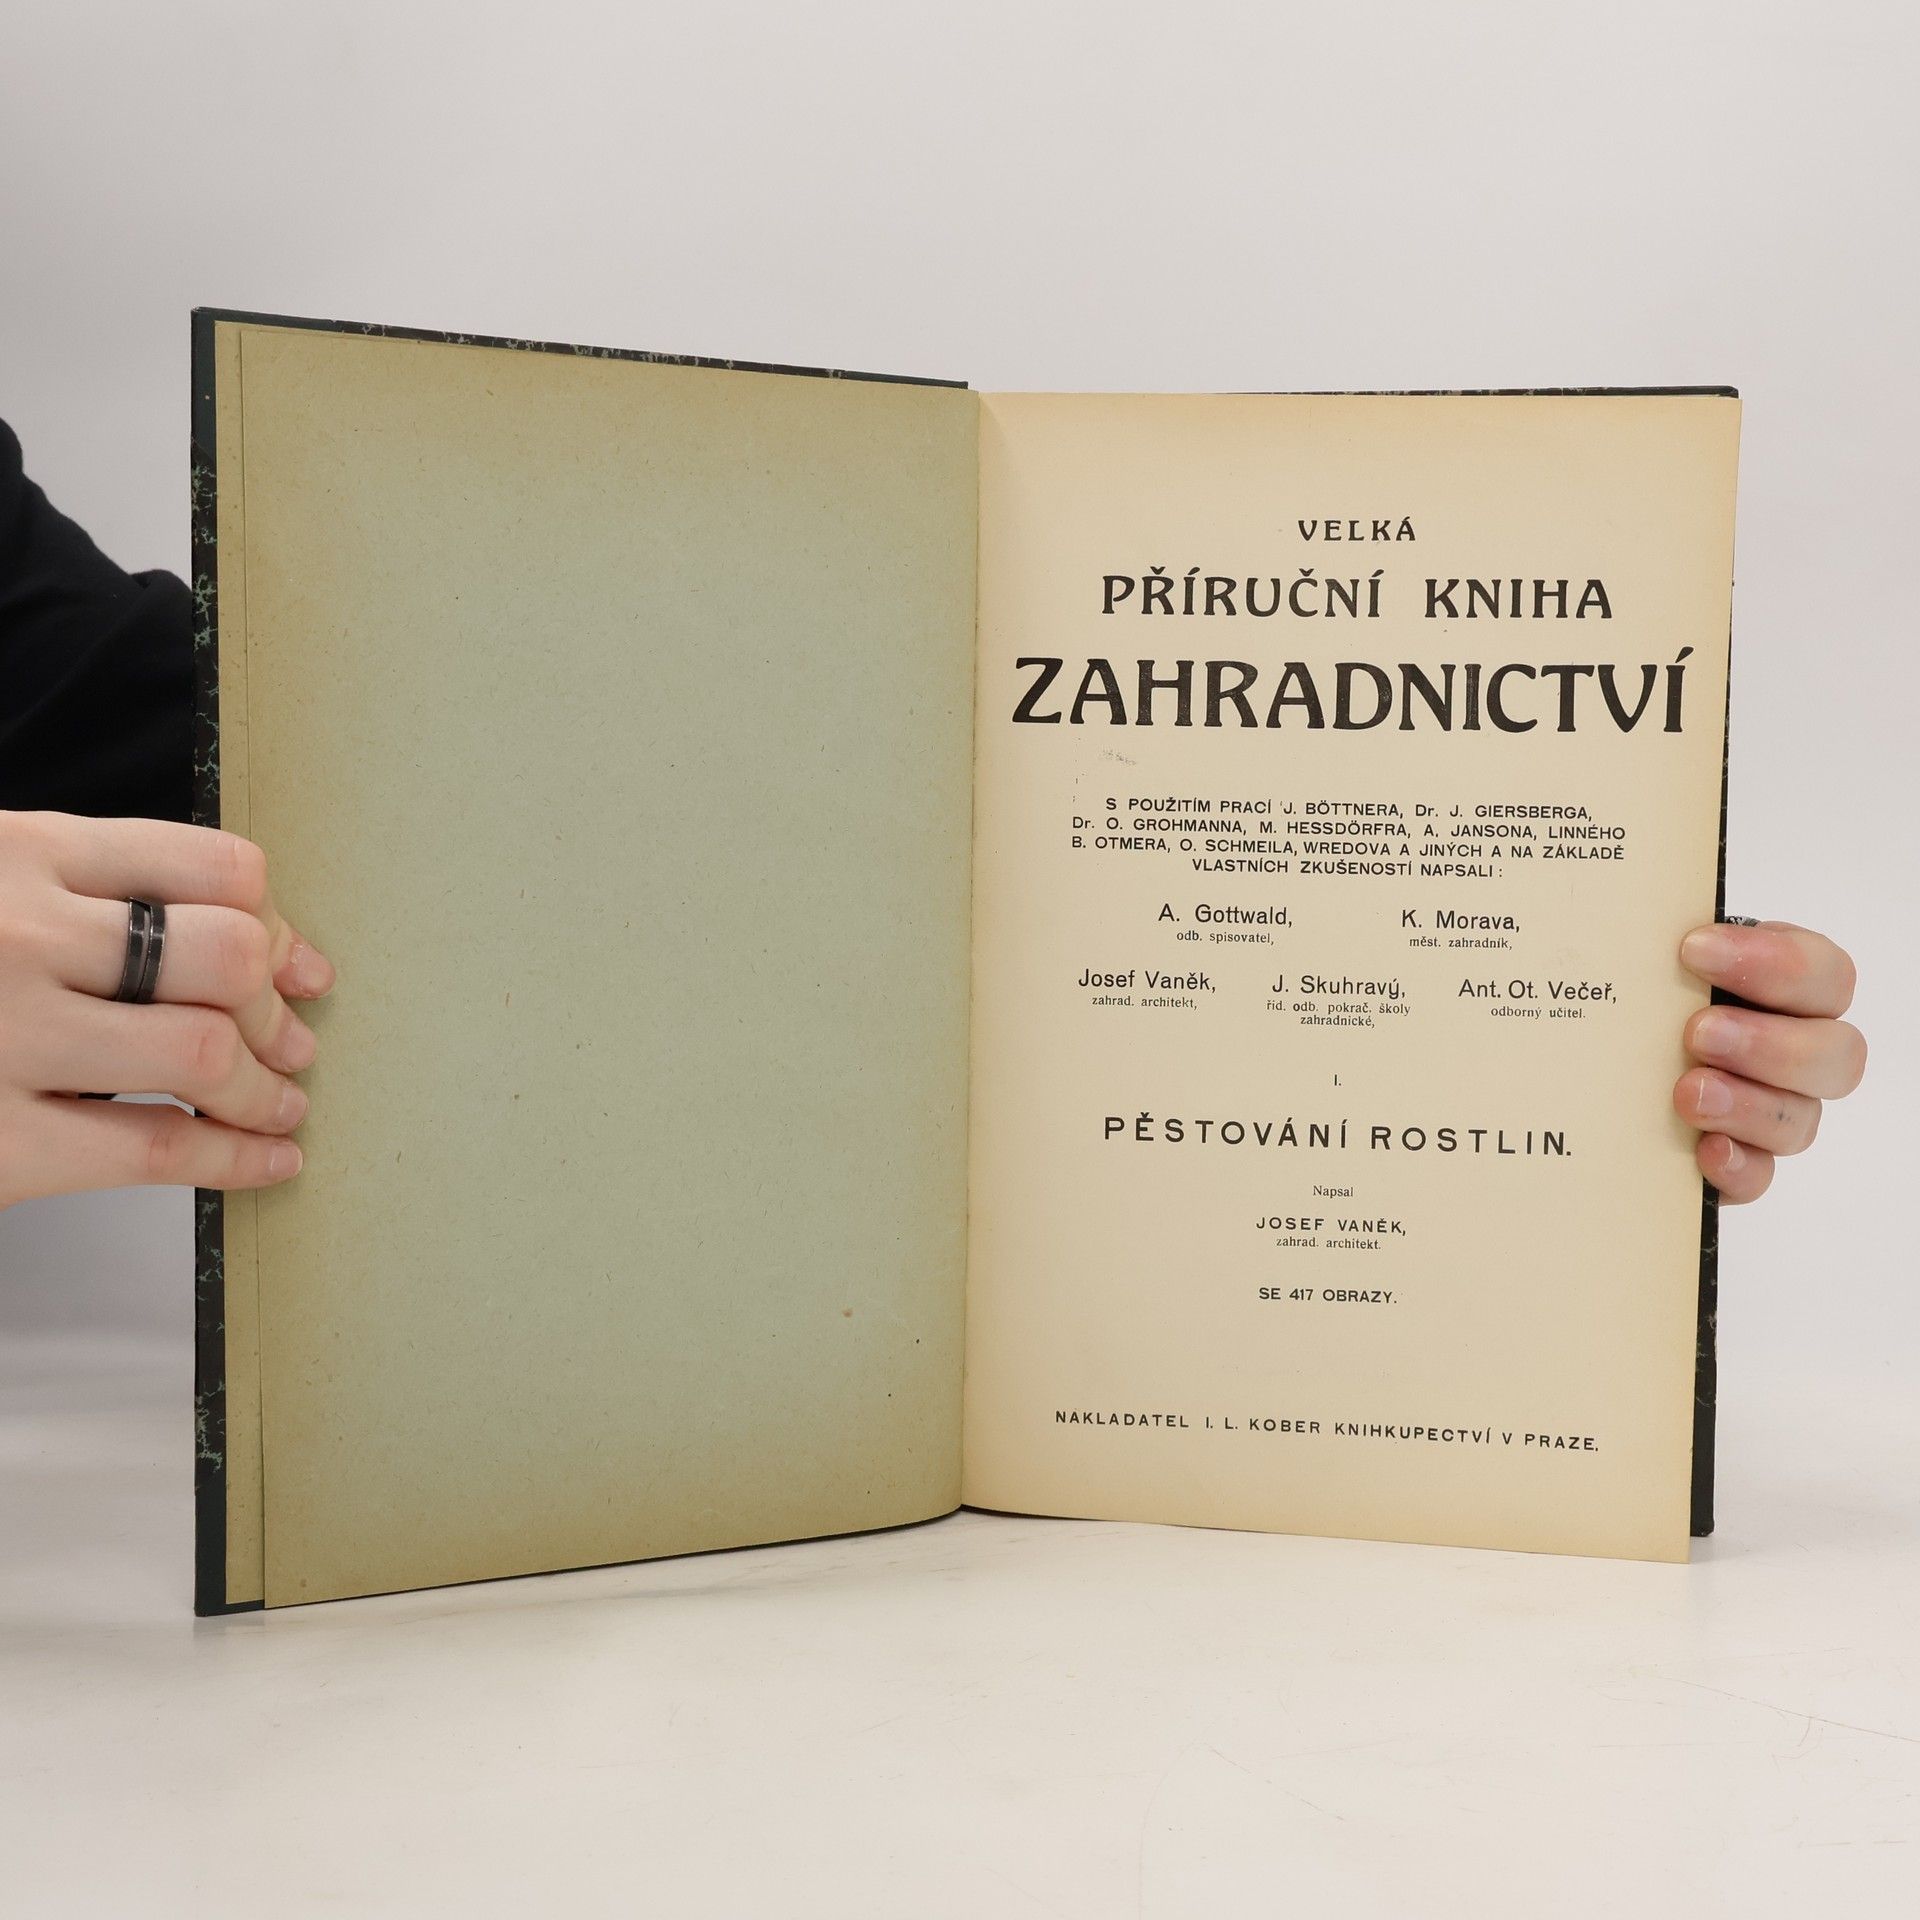 VELKÁ
PŘÍRUČNÍ KNIHA
ZAHRADNICTVÍ
S POUŽITÍM PRACÍ J. BÖTTNERA, Dr. J. GIERSBERGA,
Dr. O. GROHMANNA, M. HESSDÖRFRA, A. JANSONA, LINNÉHO
B. OTMERA, O. SCHMEILA, WREDOVA A JINÝCH A NA ZÁKLADĚ
VLASTNÍCH ZKUŠENOSTÍ NAPSALI :
A. Gottwald, K. Morava,
odb. spisovatel, měst. zahradník,
Josef Vaněk, J. Skuhravý, Ant. Ot. Večeř,
zahrad. architekt, říd. odb. pokrač. školy odborný učitel.
zahradnické,
I.
PĚSTOVÁNÍ ROSTLIN.
Napsal
JOSEF VANĚK,
zahrad. architekt.
SE 417 OBRAZY.
NAKLADATEL I. L. KOBER KNIHKUPECTVÍ V PRAZE.